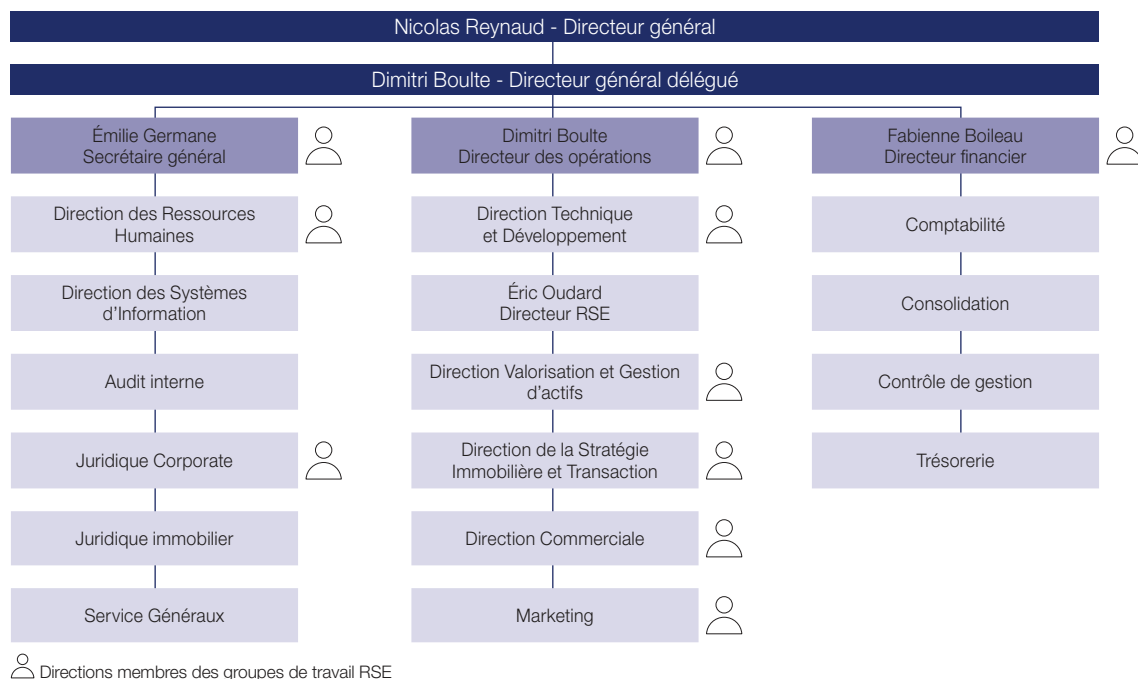 Nicolas Reynaud - Directeur général
Dimitri Boulte - Directeur général délégué
Émilie Germane
Secrétaire général
Direction des Ressources
Humaines
Direction des Systèmes
d'Information
Audit interne
Juridique Corporate
Juridique immobilier
Service Généraux
Dimitri Boulte
Directeur des opérations
Direction Technique
et Développement
Éric Oudard
Directeur RSE
Direction Valorisation et Gestion
d'actifs
Direction de la Stratégie
Immobilière et Transaction
Direction Commerciale
Marketing
Fabienne Boileau
Directeur financier
Comptabilité
Consolidation
Contrôle de gestion
Trésorerie
Directions membres des groupes de travail RSE